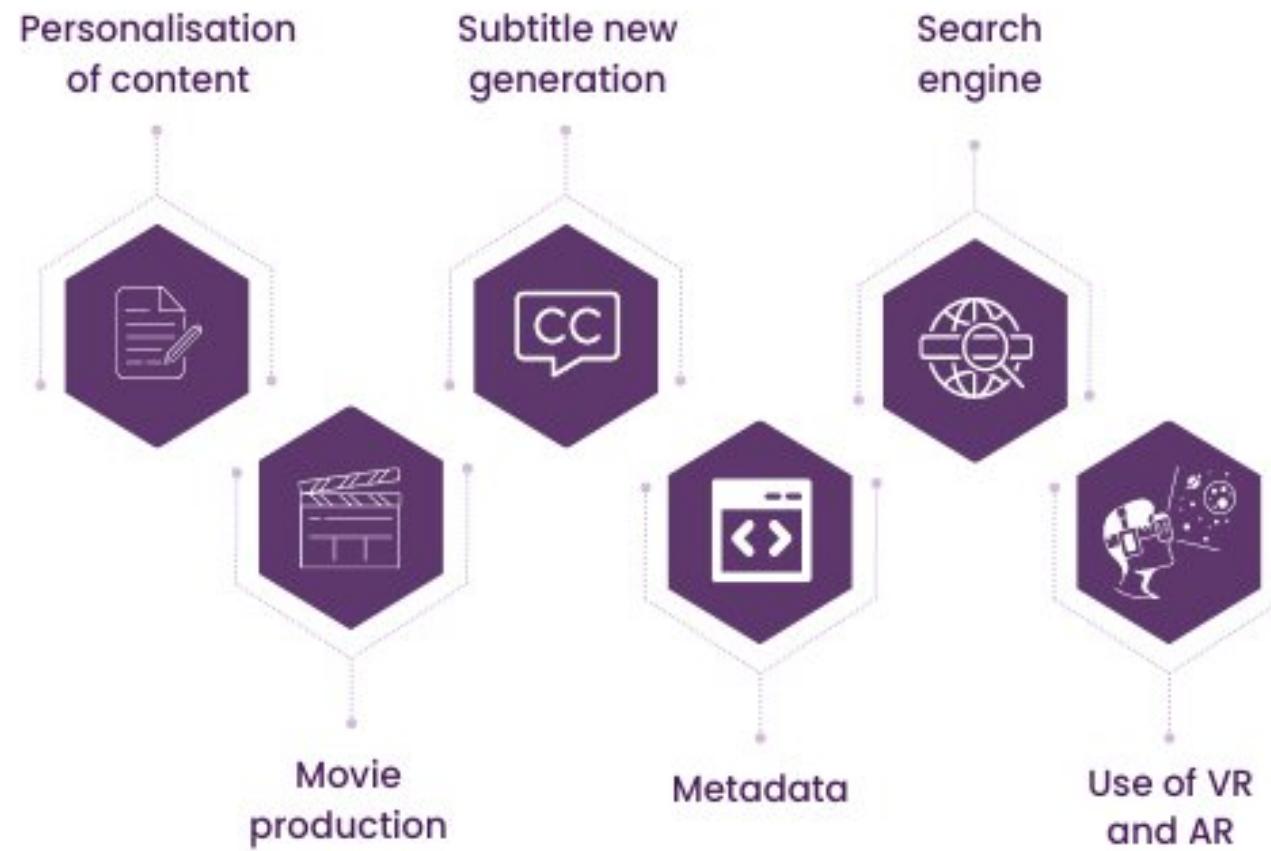 Personalisation
of content
Subtitle new
generation
Search
engine
CC
Movie
production
Metadata
Use of VR
and AR